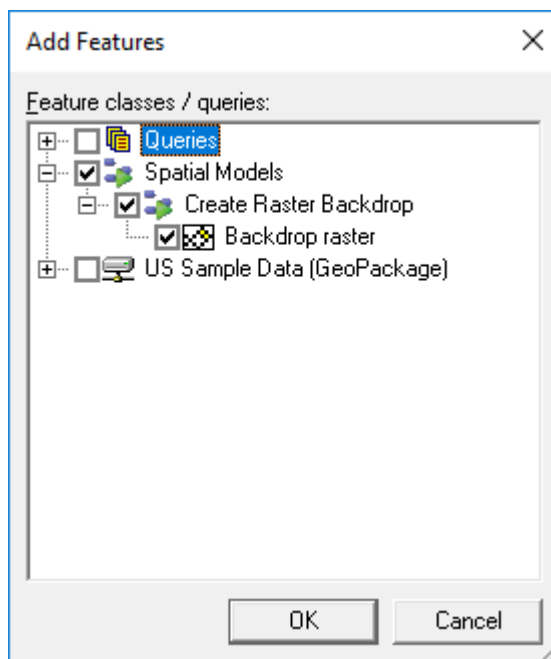 Add Features
Feature classes / queries:
Queries
Spatial Models
Create Raster Backdrop
Backdrop raster
US Sample Data (GeoPackage)
OK Cancel